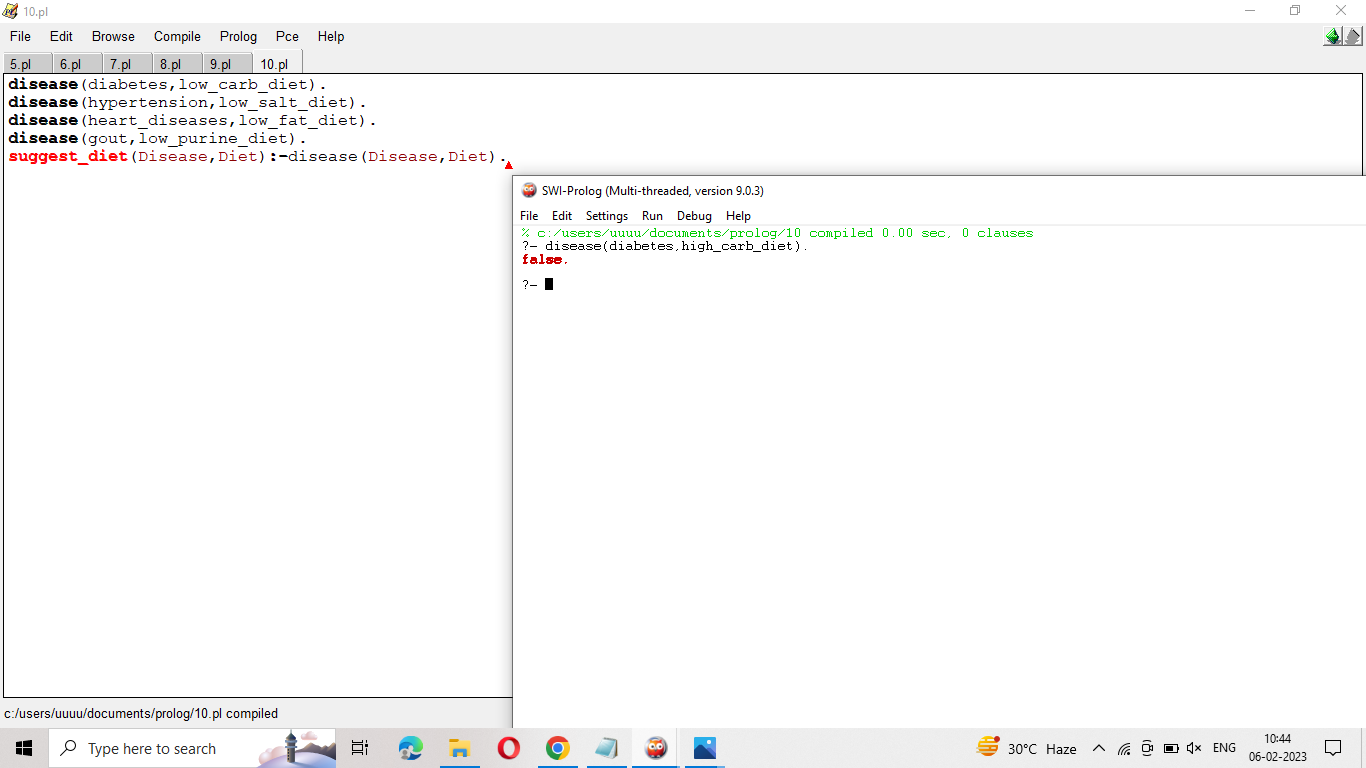 10.pl
File Edit Browse Compile Prolog Pce Help
5.pl 6.pl 7.pl 8.pl 9.pl 10.pl
disease(diabetes,low_carb_diet).
disease(hypertension,low_salt_diet).
disease(heart_diseases,low_fat_diet).
disease(gout,low_purine_diet).
suggest_diet(Disease,Diet):-disease(Disease,Diet).
SWI-Prolog (Multi-threaded, version 9.0.3)
File Edit Settings Run Debug Help
% c:/users/uuuu/documents/prolog/10 compiled 0.00 sec, 0 clauses
?- disease(diabetes,high_carb_diet).
false.
?-
c:/users/uuuu/documents/prolog/10.pl compiled
Type here to search
30°C Haze
ENG
10:44
06-02-2023